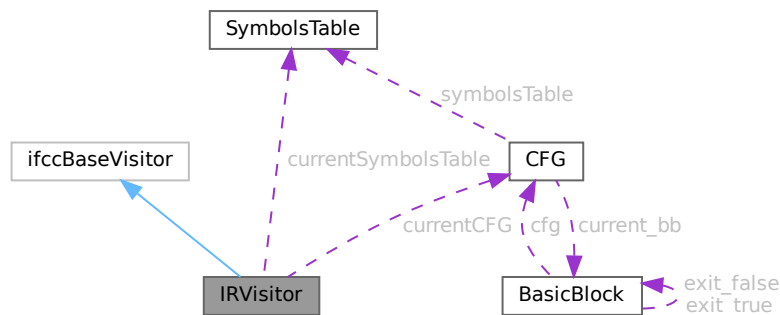 SymbolsTable
symbolsTable
ifccBaseVisitor
currentSymbolsTable
CFG
currentCFG
cfg
current_bb
IRVisitor
BasicBlock
exit_false
exit_true